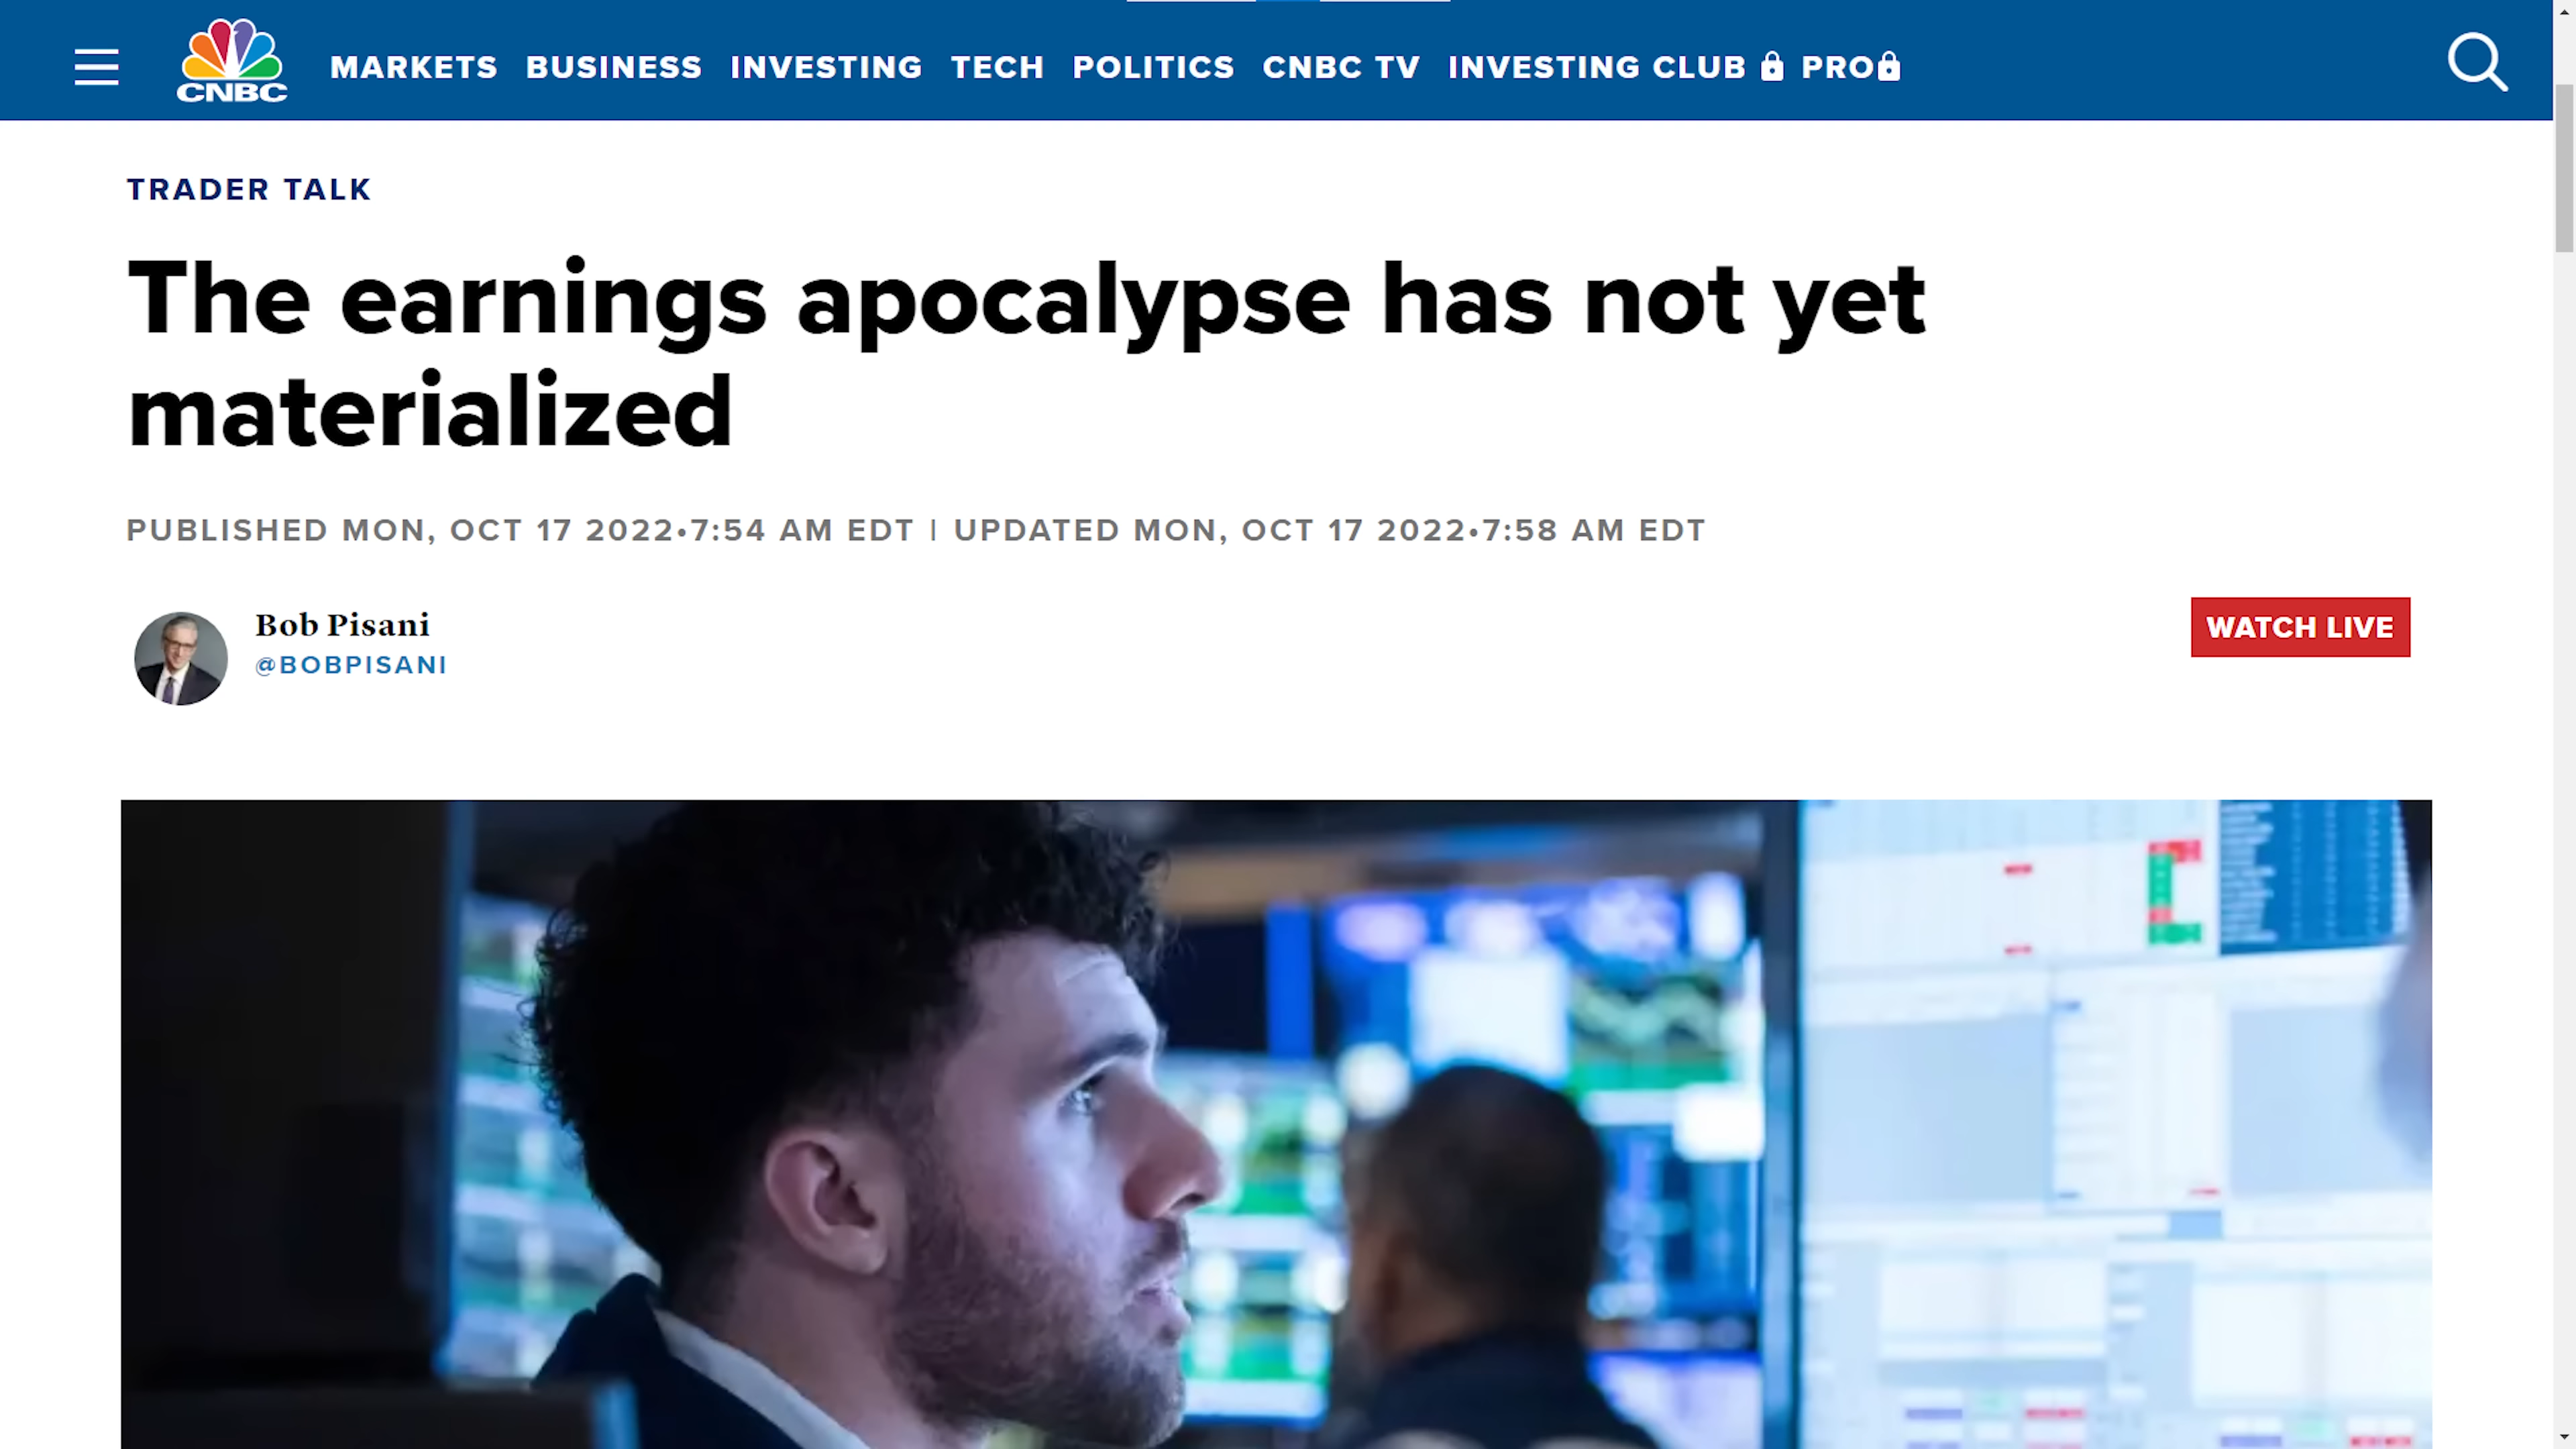 CNBC
MARKETS BUSINESS INVESTING TECH POLITICS CNBC TV INVESTING CLUB PRO
TRADER TALK
The earnings apocalypse has not yet
materialized
PUBLISHED MON, OCT 17 2022•7:54 AM EDT | UPDATED MON, OCT 17 2022•7:58 AM EDT
Bob Pisani
@BOBPISANI
WATCH LIVE